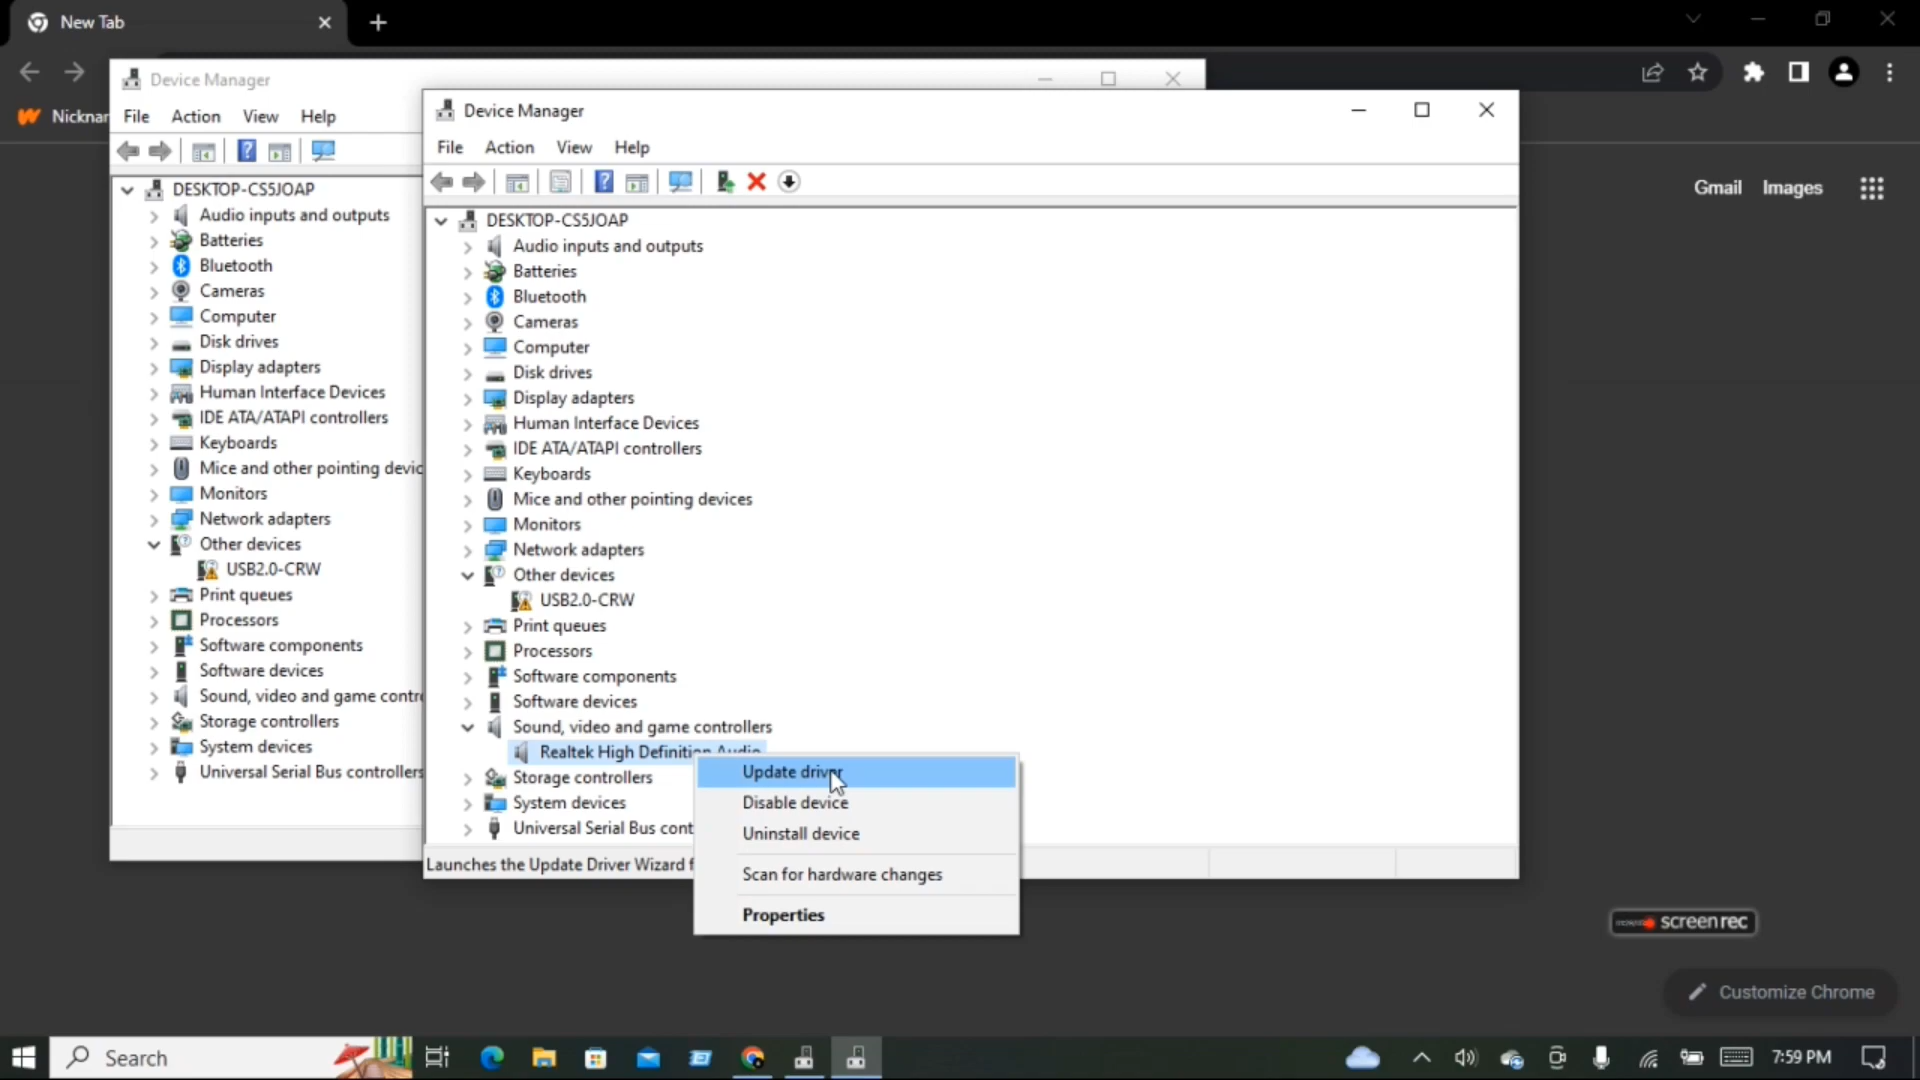 New Tab
Device Manager
File Action View Help
DESKTOP-CS5JOAP
Audio inputs and outputs
Batteries
Bluetooth
Cameras
Computer
Disk drives
Display adapters
Human Interface Devices
IDE ATA/ATAPI controllers
Keyboards
Mice and other pointing devic
Monitors
Network adapters
Other devices
USB2.0-CRW
Print queues
Processors
Software components
Software devices
Sound, video and game contr
Storage controllers
System devices
Universal Serial Bus controllers
Nicknar
Device Manager
File Action View Help
DESKTOP-CS5JOAP
Audio inputs and outputs
Batteries
Bluetooth
Cameras
Computer
Disk drives
Display adapters
Human Interface Devices
IDE ATA/ATAPI controllers
Keyboards
Mice and other pointing devices
Monitors
Network adapters
Other devices
USB2.0-CRW
Print queues
Processors
Software components
Software devices
Sound, video and game controllers
Realtek High Definition Audio
Storage controllers
System devices
Universal Serial Bus cont
Launches the Update Driver Wizard f
Update driver
Disable device
Uninstall device
Scan for hardware changes
Properties
Gmail Images
screenrec
Customize Chrome
Search
7:59 PM